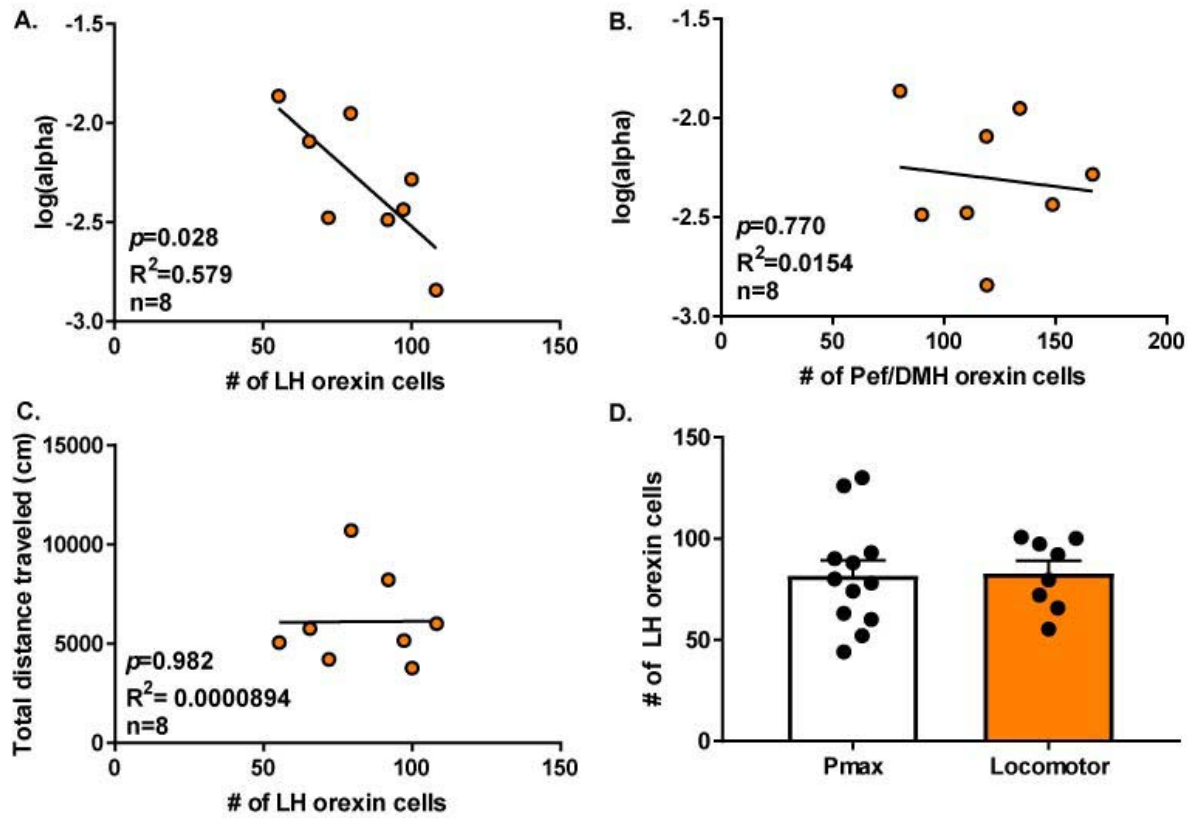 A.
-1.5
-2.0
-2.5
-3.0
log(alpha)
p=0.028
R²=0.579
n=8
0 50 100 150
# of LH orexin cells
B.
-1.5
-2.0
-2.5
-3.0
log(alpha)
p=0.770
R²=0.0154
n=8
0 50 100 150 200
# of Pef/DMH orexin cells
C.
15000
10000
5000
0
Total distance traveled (cm)
p=0.982
R²= 0.0000894
n=8
0 50 100 150
# of LH orexin cells
D.
150
100
50
0
# of LH orexin cells
Pmax Locomotor